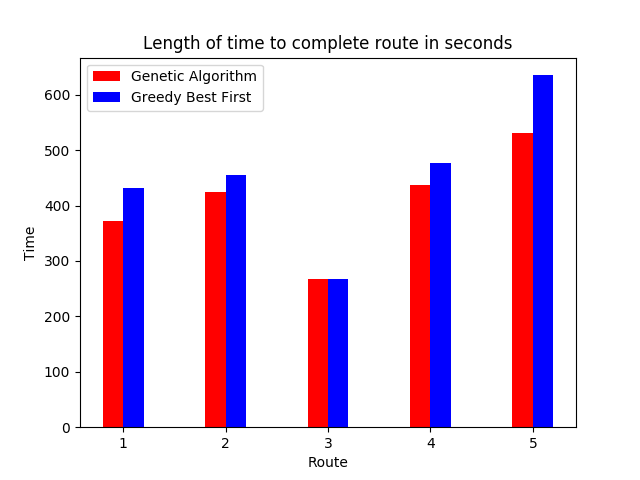 Length of time to complete route in seconds
Genetic Algorithm
Greedy Best First
600
500
400
300
200
100
0
Time
1 2 3 4 5
Route